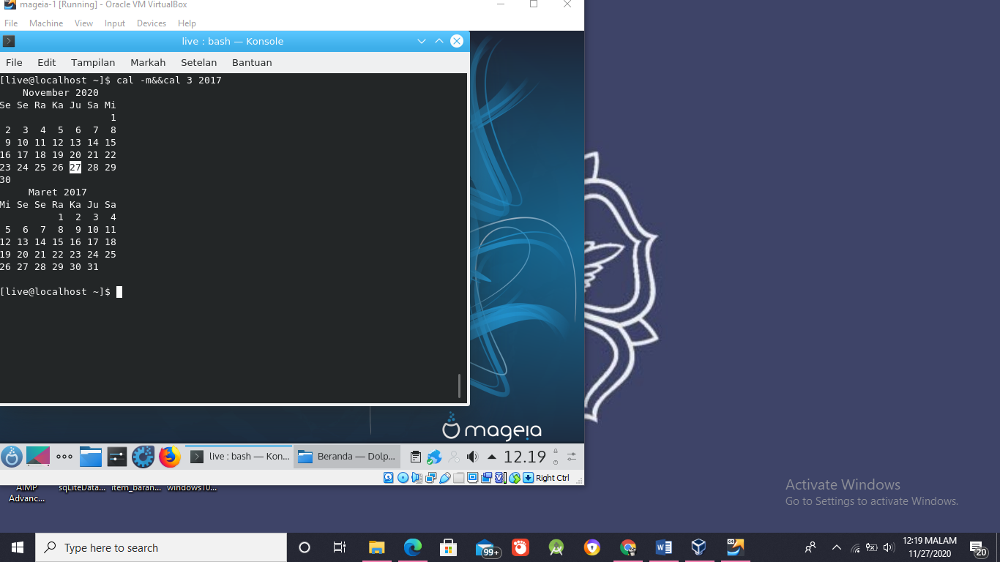 mageia-1 [Running] - Oracle VM VirtualBox
File Machine View Input Devices Help
live : bash — Konsole
File Edit Tampilan Markah Setelan Bantuan
[live@localhost ~]$ cal -m&&cal 3 2017
    November 2020
Se Se Ra Ka Ju Sa Mi
                   1
 2  3  4  5  6  7  8
 9 10 11 12 13 14 15
16 17 18 19 20 21 22
23 24 25 26 27 28 29
30
     Maret 2017
Mi Se Se Ra Ka Ju Sa
          1  2  3  4
 5  6  7  8  9 10 11
12 13 14 15 16 17 18
19 20 21 22 23 24 25
26 27 28 29 30 31
[live@localhost ~]$
mageia
live : bash — Kon... Beranda — Dolp... 12.19
Right Ctrl
AIMP sqLiteData... item_baran... windows10...
Advanc...
Activate Windows
Go to Settings to activate Windows.
Type here to search
99+
64
12:19 MALAM
11/27/2020
20